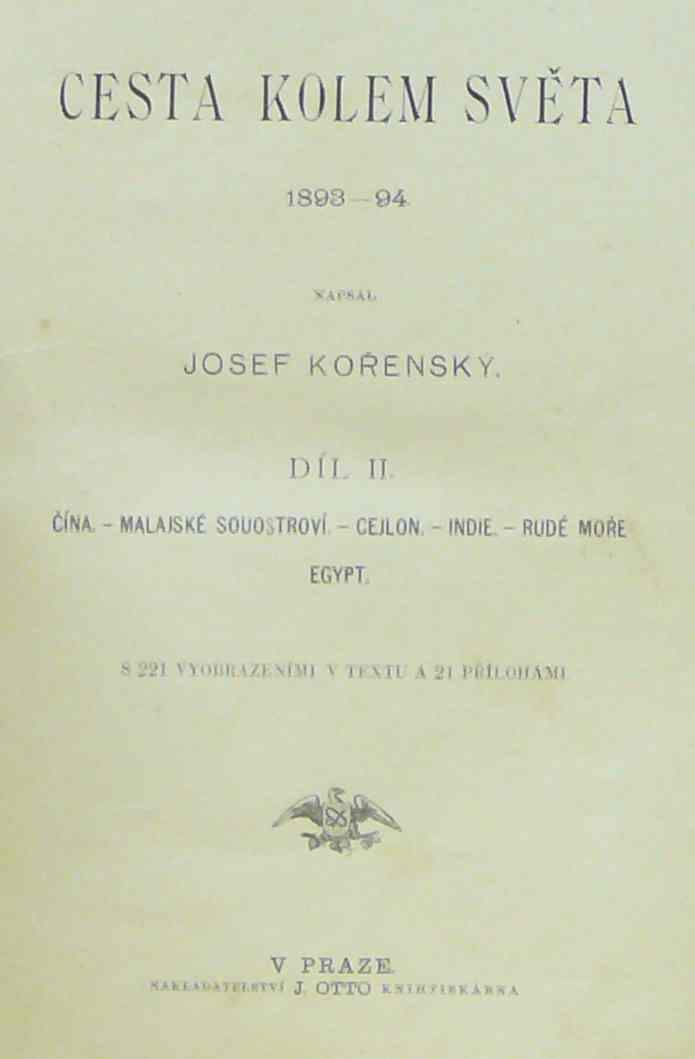 CESTA KOLEM SVĚTA
1893—94.
NAPSAL
JOSEF KOŘENSKÝ.
DÍL II.
ČÍNA. – MALAJSKÉ SOUOSTROVÍ. – CEJLON. – INDIE. – RUDÉ MOŘE
EGYPT.
S 221 VYOBRAZENÍMI V TEXTU A 21 PŘÍLOHAMI.
V PRAZE.
NAKLADATELSTVÍ J. OTTO KNIHTISKÁRNA